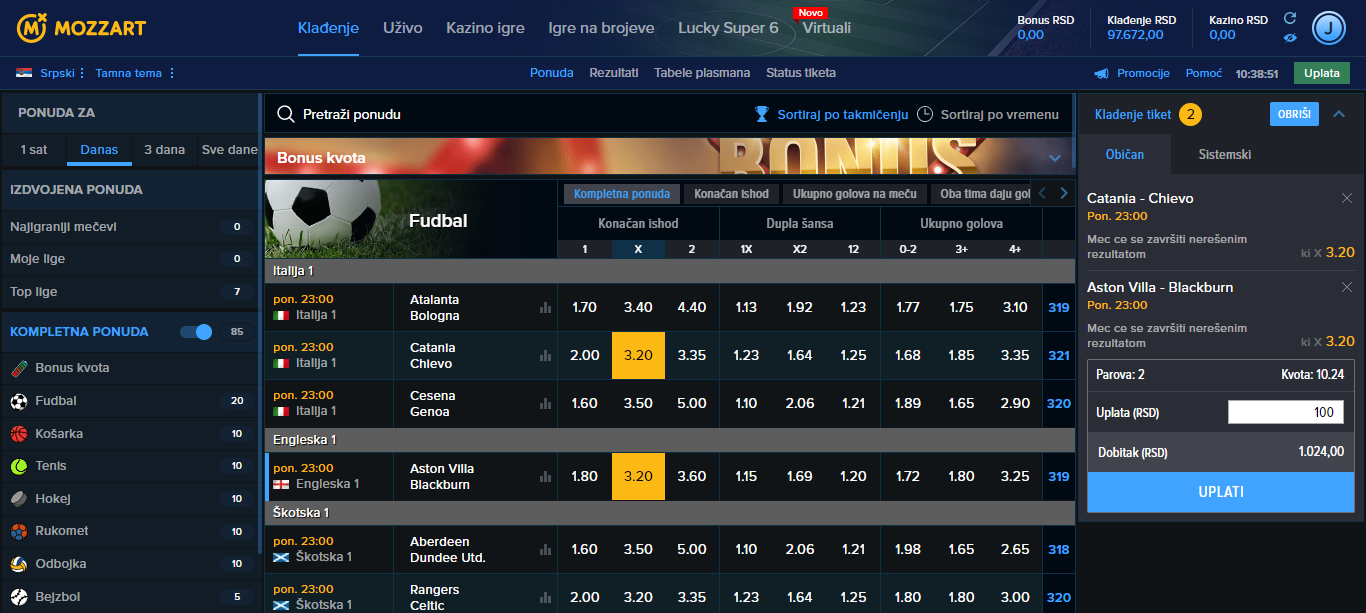 MOZZART
Klađenje
Uživo
Kazino igre
Igre na brojeve
Lucky Super 6
Novo
Virtuali
Bonus RSD
0,00
Klađenje RSD
97.672,00
Kazino RSD
0,00
J
Srpski
Tamna tema
Ponuda
Rezultati
Tabele plasmana
Status tiketa
Promocije
Pomoć
10:38:51
Uplata
PONUDA ZA
1 sat
Danas
3 dana
Sve dane
IZDVOJENA PONUDA
Najigraniji mečevi 0
Moje lige 0
Top lige 7
KOMPLETNA PONUDA 85
Bonus kvota
Fudbal 20
Košarka 10
Tenis 10
Hokej 10
Rukomet 10
Odbojka 10
Bejzbol 5
Pretraži ponudu
Sortiraj po takmičenju
Sortiraj po vremenu
Bonus kvota
BONUS
Fudbal
Kompletna ponuda
Konačan ishod
Ukupno golova na meču
Oba tima daju gol
Konačan ishod
Dupla šansa
Ukupno golova
1 X 2 1X X2 12 0-2 3+ 4+
Italija 1
pon. 23:00
Italija 1
Atalanta
Bologna
1.70 3.40 4.40 1.13 1.92 1.23 1.77 1.75 3.10 319
pon. 23:00
Italija 1
Catania
Chievo
2.00 3.20 3.35 1.23 1.64 1.25 1.68 1.85 3.35 321
pon. 23:00
Italija 1
Cesena
Genoa
1.60 3.50 5.00 1.10 2.06 1.21 1.89 1.65 2.90 320
Engleska 1
pon. 23:00
Engleska 1
Aston Villa
Blackburn
1.80 3.20 3.60 1.15 1.69 1.20 1.72 1.80 3.25 319
Škotska 1
pon. 23:00
Škotska 1
Aberdeen
Dundee Utd.
1.60 3.50 5.00 1.10 2.06 1.21 1.98 1.65 2.65 318
pon. 23:00
Škotska 1
Rangers
Celtic
2.00 3.20 3.35 1.23 1.64 1.25 1.80 1.80 3.00 320
Klađenje tiket 2
OBRIŠI
Običan
Sistemski
Catania - Chievo
Pon. 23:00
Mec ce se završiti nerešenim
rezultatom
ki X 3.20
Aston Villa - Blackburn
Pon. 23:00
Mec ce se završiti nerešenim
rezultatom
ki X 3.20
Parova: 2 Kvota: 10.24
Uplata (RSD) 100
Dobitak (RSD) 1.024,00
UPLATI